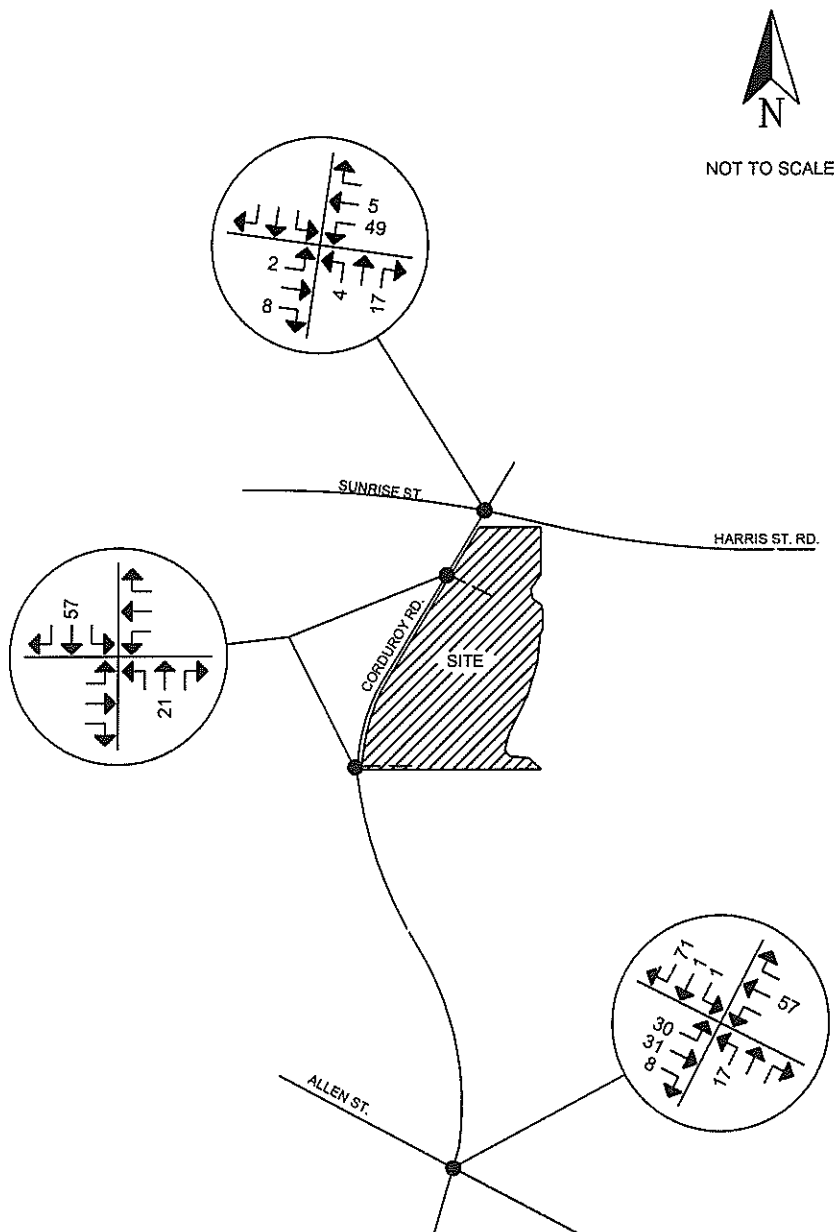 N
NOT TO SCALE
5
49
2
8
4
17
SUNRISE ST.
HARRIS ST. RD.
CORDUROY RD.
SITE
57
21
ALLEN ST.
71
1
1
57
30
31
8
17